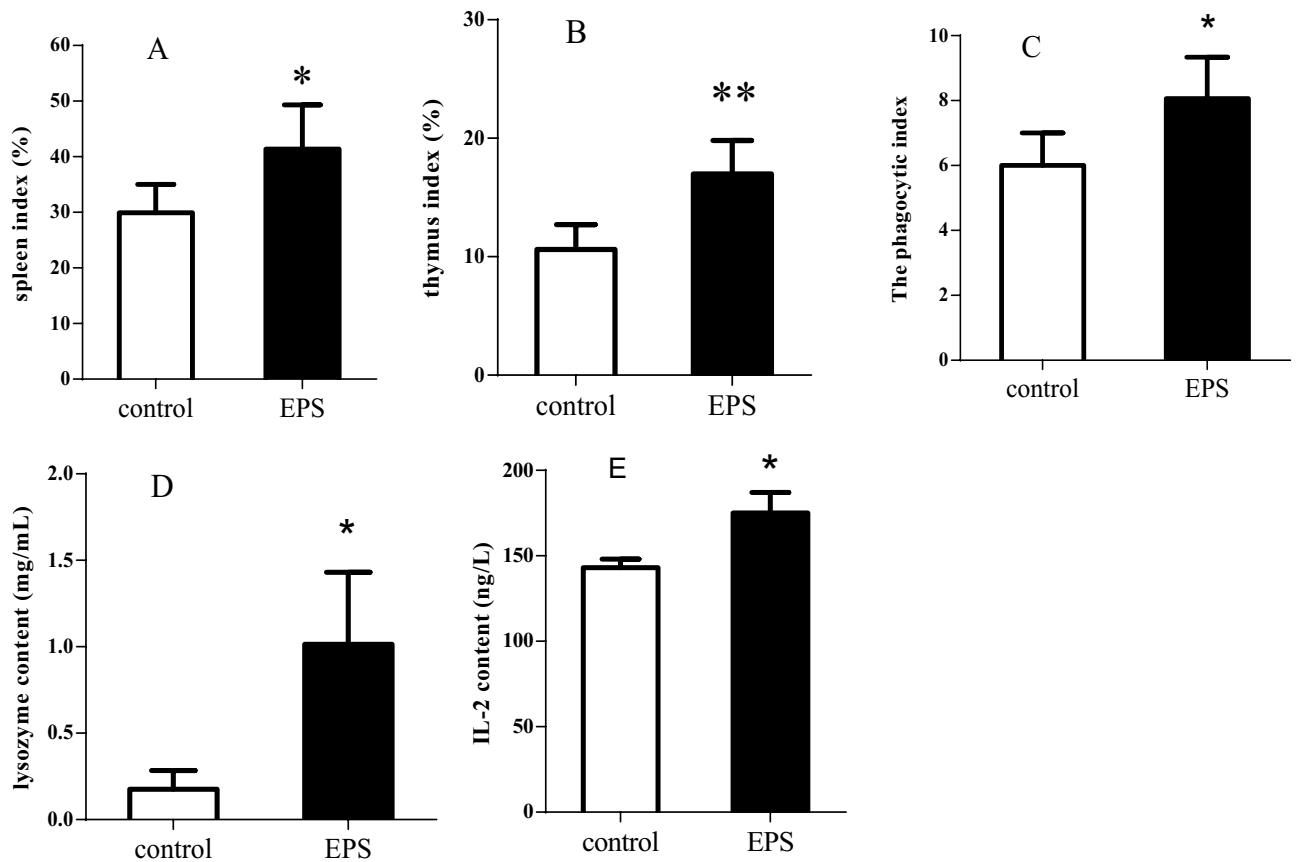 A
spleen index (%)
60
50
40
30
20
10
0
*
control
EPS
B
thymus index (%)
30
20
10
0
**
control
EPS
C
The phagocytic index
10
8
6
4
2
0
*
control
EPS
D
lysozyme content (mg/mL)
2.0
1.5
1.0
0.5
0.0
*
control
EPS
E
IL-2 content (ng/L)
200
150
100
50
0
*
control
EPS